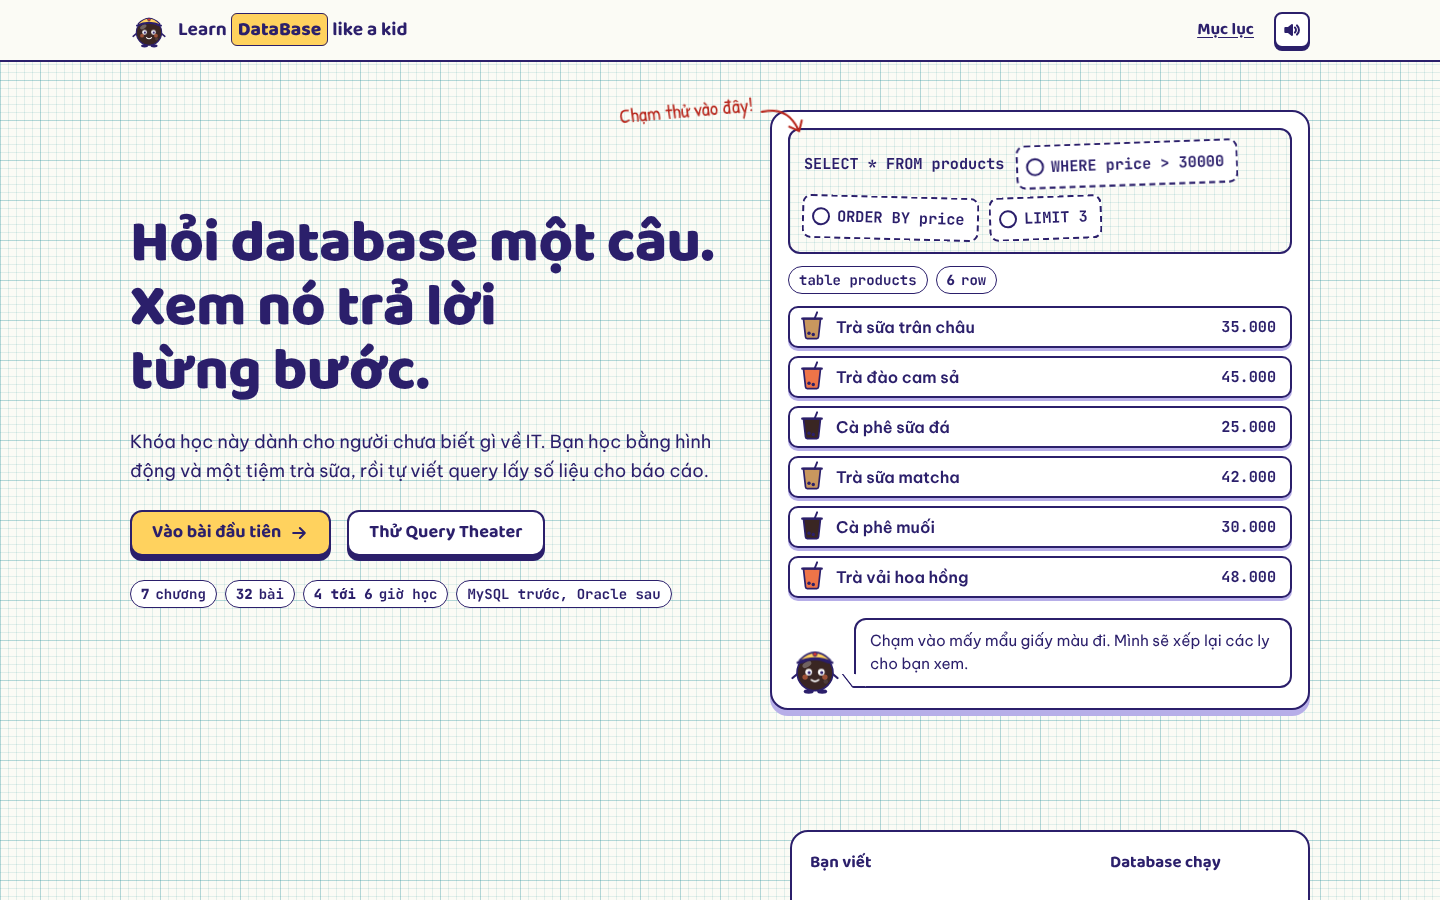 Learn DataBase like a kid
Mục lục
Chạm thử vào đây!
Hỏi database một câu.
Xem nó trả lời
từng bước.
Khóa học này dành cho người chưa biết gì về IT. Bạn học bằng hình
động và một tiệm trà sữa, rồi tự viết query lấy số liệu cho báo cáo.
Vào bài đầu tiên →
Thử Query Theater
7 chương
32 bài
4 tới 6 giờ học
MySQL trước, Oracle sau
SELECT * FROM products WHERE price > 30000
ORDER BY price LIMIT 3
table products
6 row
Trà sữa trân châu 35.000
Trà đào cam sả 45.000
Cà phê sữa đá 25.000
Trà sữa matcha 42.000
Cà phê muối 30.000
Trà vải hoa hồng 48.000
Chạm vào mấy mẩu giấy màu đi. Mình sẽ xếp lại các ly
cho bạn xem.
Bạn viết
Database chạy